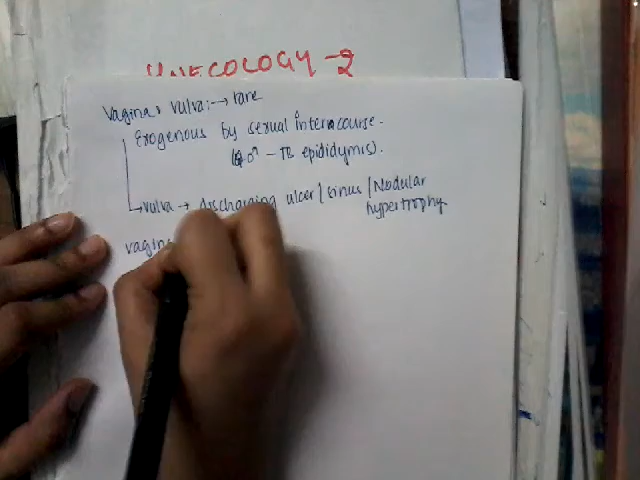 GYNECOLOGY -2
Vagina & vulva :→ rare
Exogenous by sexual intercourse.
♂ - TB epididymis).
vulva → discharging ulcer / sinus / Nodular
hypertrophy
vagina